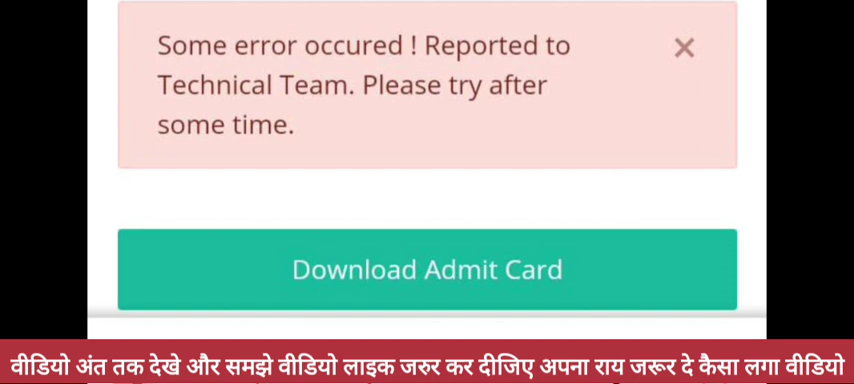 Some error occured ! Reported to
Technical Team. Please try after
some time.
×
Download Admit Card
वीडियो अंत तक देखे और समझे वीडियो लाइक जरुर कर दीजिए अपना राय जरूर दे कैसा लगा वीडियो